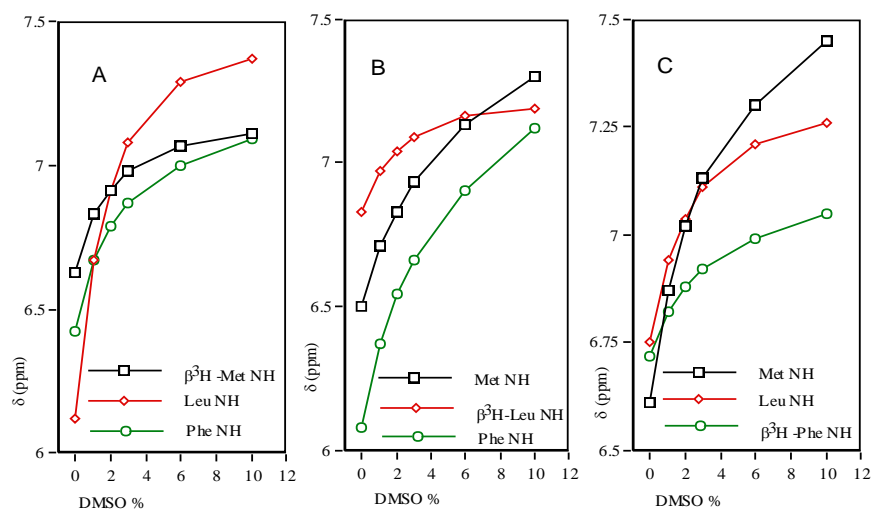 A
7.5
7
6.5
6
δ (ppm)
β³H -Met NH
Leu NH
Phe NH
0 2 4 6 8 10 12
DMSO %
B
7.5
7
6.5
6
δ (ppm)
Met NH
β³H-Leu NH
Phe NH
0 2 4 6 8 10 12
DMSO %
C
7.5
7.25
7
6.75
6.5
δ (ppm)
Met NH
Leu NH
β³H -Phe NH
0 2 4 6 8 10 12
DMSO %